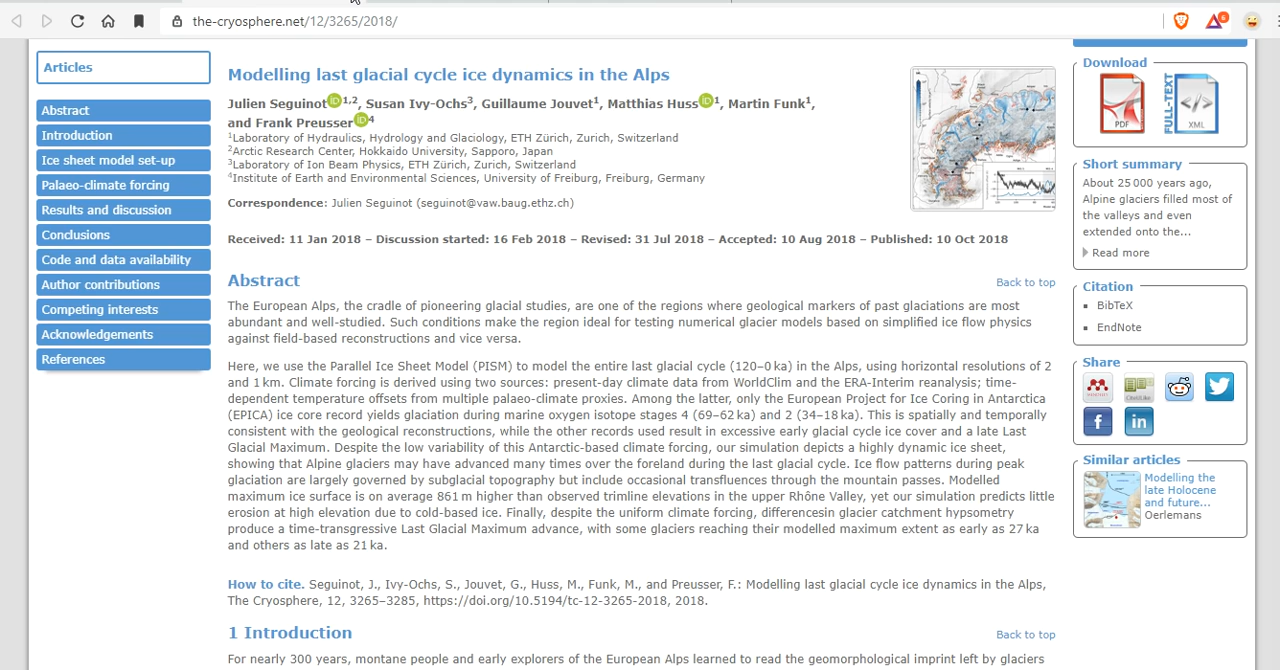 the-cryosphere.net/12/3265/2018/
6
Articles
Abstract
Introduction
Ice sheet model set-up
Palaeo-climate forcing
Results and discussion
Conclusions
Code and data availability
Author contributions
Competing interests
Acknowledgements
References
Modelling last glacial cycle ice dynamics in the Alps
Julien Seguinot iD 1,2, Susan Ivy-Ochs3, Guillaume Jouvet1, Matthias Huss iD 1, Martin Funk1,
and Frank Preusser iD 4
1Laboratory of Hydraulics, Hydrology and Glaciology, ETH Zürich, Zurich, Switzerland
2Arctic Research Center, Hokkaido University, Sapporo, Japan
3Laboratory of Ion Beam Physics, ETH Zürich, Zurich, Switzerland
4Institute of Earth and Environmental Sciences, University of Freiburg, Freiburg, Germany
Correspondence: Julien Seguinot (seguinot@vaw.baug.ethz.ch)
Received: 11 Jan 2018 – Discussion started: 16 Feb 2018 – Revised: 31 Jul 2018 – Accepted: 10 Aug 2018 – Published: 10 Oct 2018
Abstract
Back to top
The European Alps, the cradle of pioneering glacial studies, are one of the regions where geological markers of past glaciations are most
abundant and well-studied. Such conditions make the region ideal for testing numerical glacier models based on simplified ice flow physics
against field-based reconstructions and vice versa.
Here, we use the Parallel Ice Sheet Model (PISM) to model the entire last glacial cycle (120–0 ka) in the Alps, using horizontal resolutions of 2
and 1 km. Climate forcing is derived using two sources: present-day climate data from WorldClim and the ERA-Interim reanalysis; time-
dependent temperature offsets from multiple palaeo-climate proxies. Among the latter, only the European Project for Ice Coring in Antarctica
(EPICA) ice core record yields glaciation during marine oxygen isotope stages 4 (69–62 ka) and 2 (34–18 ka). This is spatially and temporally
consistent with the geological reconstructions, while the other records used result in excessive early glacial cycle ice cover and a late Last
Glacial Maximum. Despite the low variability of this Antarctic-based climate forcing, our simulation depicts a highly dynamic ice sheet,
showing that Alpine glaciers may have advanced many times over the foreland during the last glacial cycle. Ice flow patterns during peak
glaciation are largely governed by subglacial topography but include occasional transfluences through the mountain passes. Modelled
maximum ice surface is on average 861 m higher than observed trimline elevations in the upper Rhône Valley, yet our simulation predicts little
erosion at high elevation due to cold-based ice. Finally, despite the uniform climate forcing, differencesin glacier catchment hypsometry
produce a time-transgressive Last Glacial Maximum advance, with some glaciers reaching their modelled maximum extent as early as 27 ka
and others as late as 21 ka.
How to cite. Seguinot, J., Ivy-Ochs, S., Jouvet, G., Huss, M., Funk, M., and Preusser, F.: Modelling last glacial cycle ice dynamics in the Alps,
The Cryosphere, 12, 3265–3285, https://doi.org/10.5194/tc-12-3265-2018, 2018.
1 Introduction
Back to top
For nearly 300 years, montane people and early explorers of the European Alps learned to read the geomorphological imprint left by glaciers
Download
PDF
FULL-TEXT
XML
Short summary
About 25 000 years ago,
Alpine glaciers filled most of
the valleys and even
extended onto the...
Read more
Citation
BibTeX
EndNote
Share
f
in
Similar articles
Modelling the
late Holocene
and future...
Oerlemans